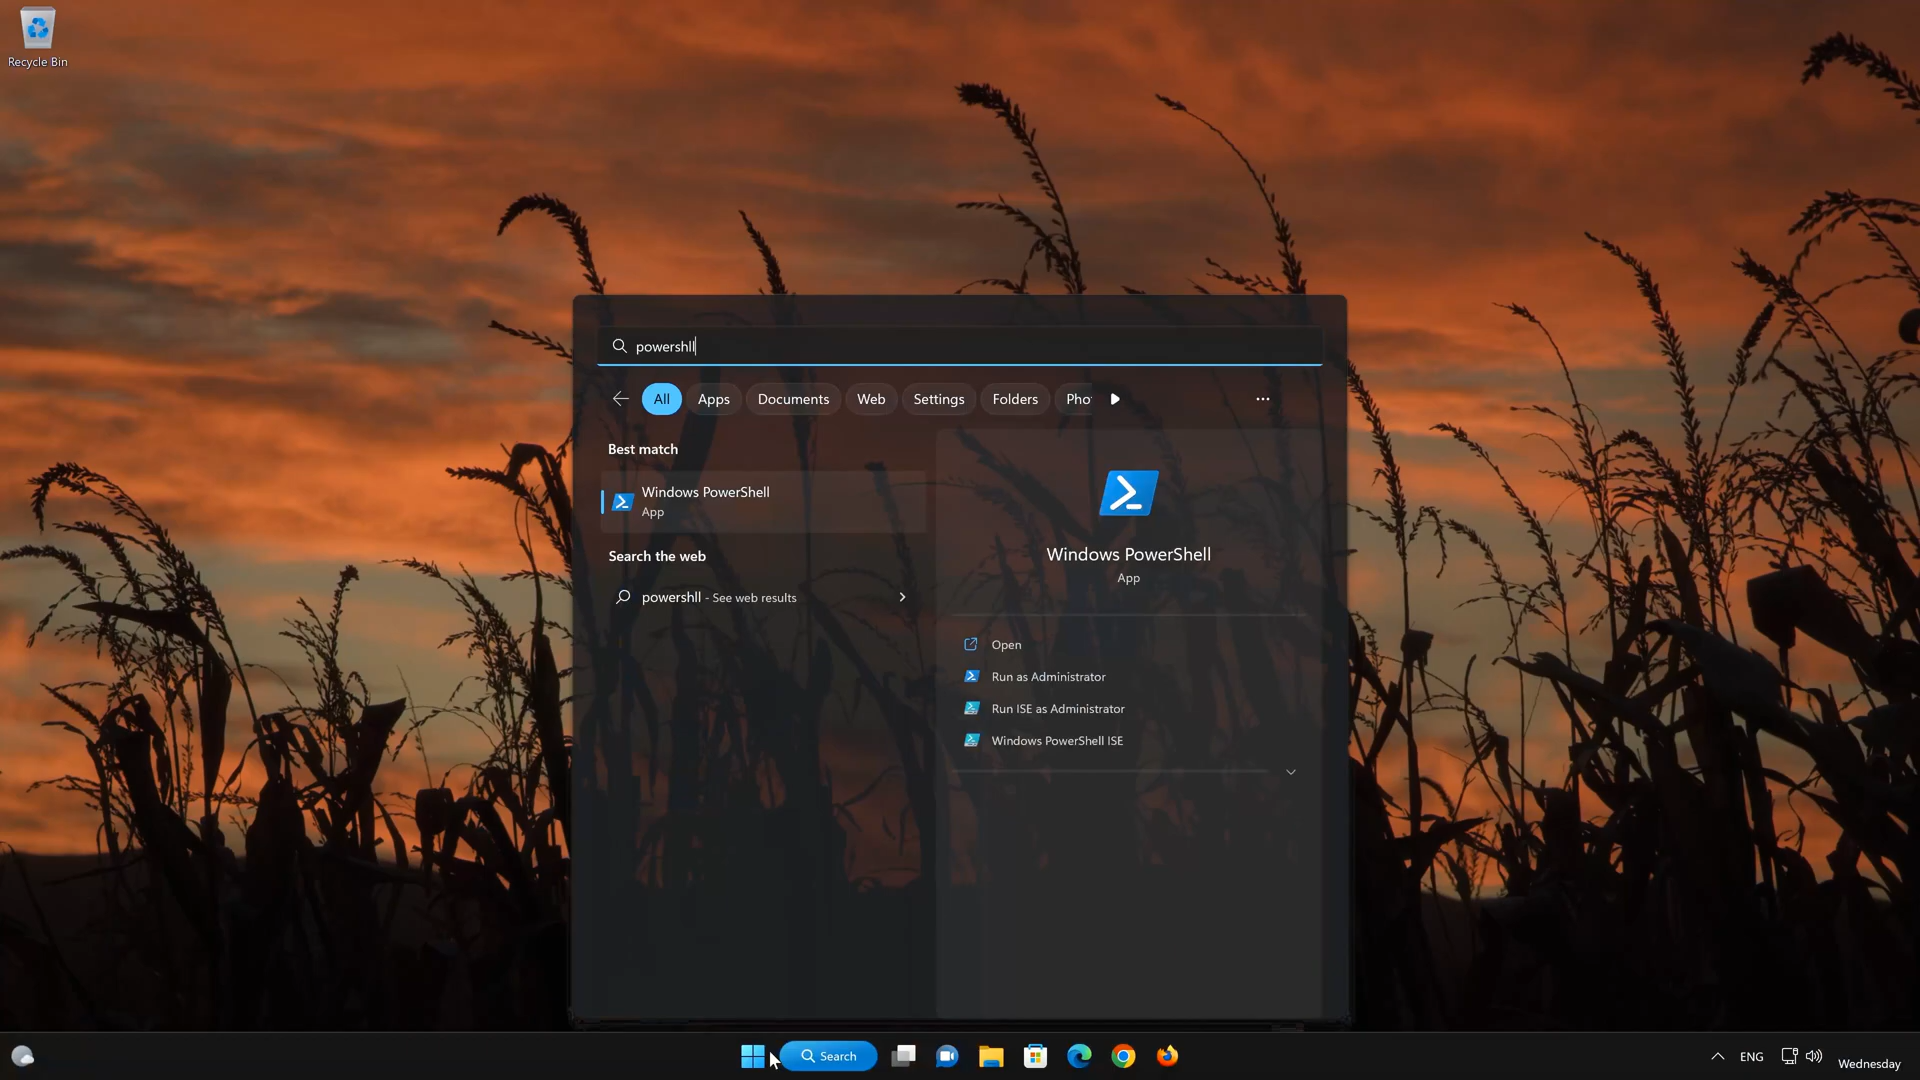 Recycle Bin
powershll
All Apps Documents Web Settings Folders Pho
Best match
Windows PowerShell
App
Search the web
powershll - See web results
Windows PowerShell
App
Open
Run as Administrator
Run ISE as Administrator
Windows PowerShell ISE
Search
ENG
Wednesday